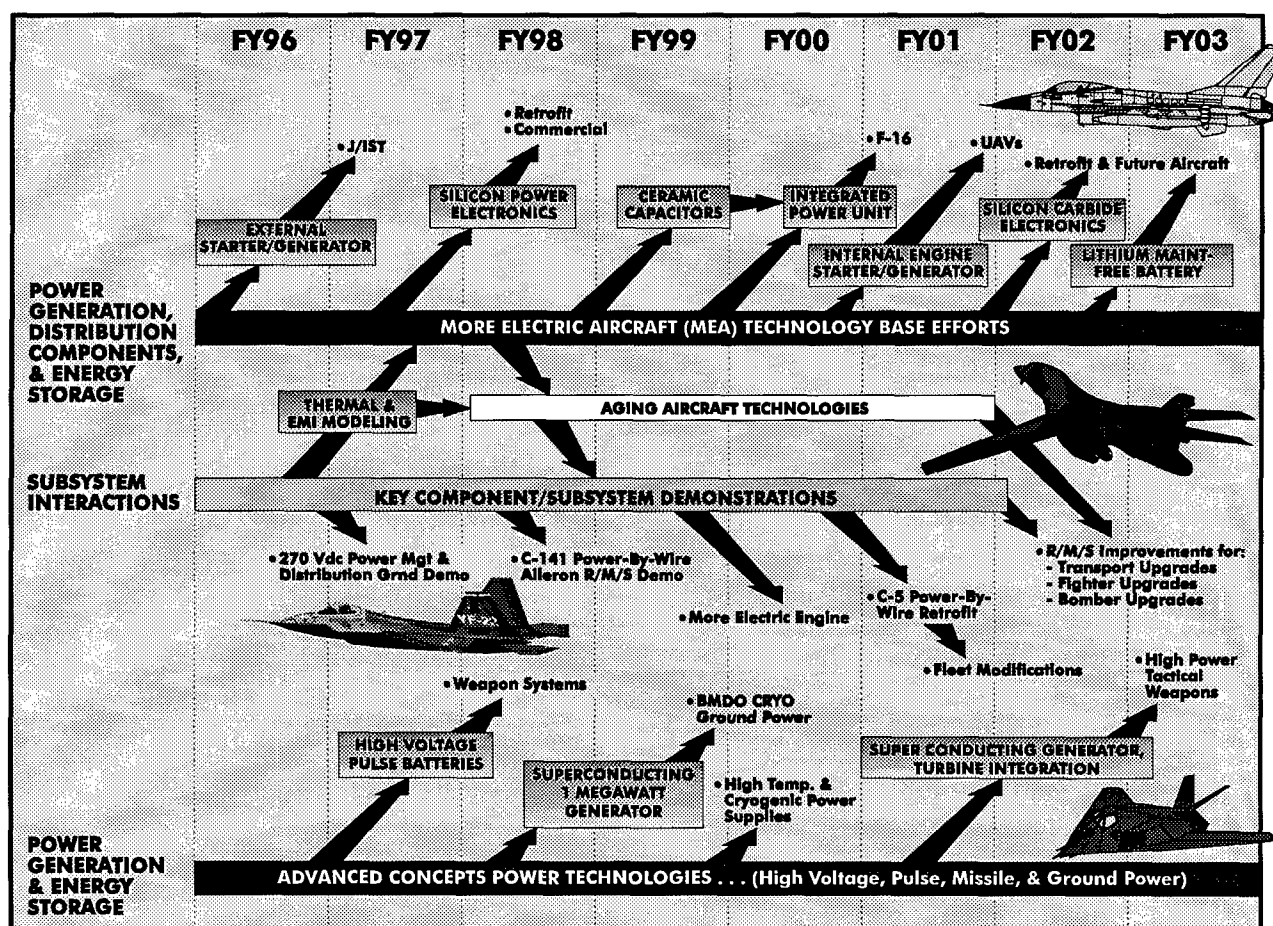 FY96 FY97 FY98 FY99 FY00 FY01 FY02 FY03
• Retrofit
• Commercial
• J/IST
• F-16
• UAVs
• Retrofit & Future Aircraft
EXTERNAL
STARTER/GENERATOR
SILICON POWER
ELECTRONICS
CERAMIC
CAPACITORS
INTEGRATED
POWER UNIT
INTERNAL ENGINE
STARTER/GENERATOR
SILICON CARBIDE
ELECTRONICS
LITHIUM MAINT-
FREE BATTERY
POWER
GENERATION,
DISTRIBUTION
COMPONENTS,
& ENERGY
STORAGE
MORE ELECTRIC AIRCRAFT (MEA) TECHNOLOGY BASE EFFORTS
THERMAL &
EMI MODELING
AGING AIRCRAFT TECHNOLOGIES
SUBSYSTEM
INTERACTIONS
KEY COMPONENT/SUBSYSTEM DEMONSTRATIONS
• 270 Vdc Power Mgt &
Distribution Grnd Demo
• C-141 Power-By-Wire
Aileron R/M/S Demo
• More Electric Engine
• C-5 Power-By-
Wire Retrofit
• Fleet Modifications
• R/M/S Improvements for:
- Transport Upgrades
- Fighter Upgrades
- Bomber Upgrades
• Weapon Systems
• BMDO CRYO
Ground Power
• High Power
Tactical
Weapons
HIGH VOLTAGE
PULSE BATTERIES
SUPERCONDUCTING
1 MEGAWATT
GENERATOR
• High Temp. &
Cryogenic Power
Supplies
SUPER CONDUCTING GENERATOR,
TURBINE INTEGRATION
POWER
GENERATION
& ENERGY
STORAGE
ADVANCED CONCEPTS POWER TECHNOLOGIES . . . (High Voltage, Pulse, Missile, & Ground Power)